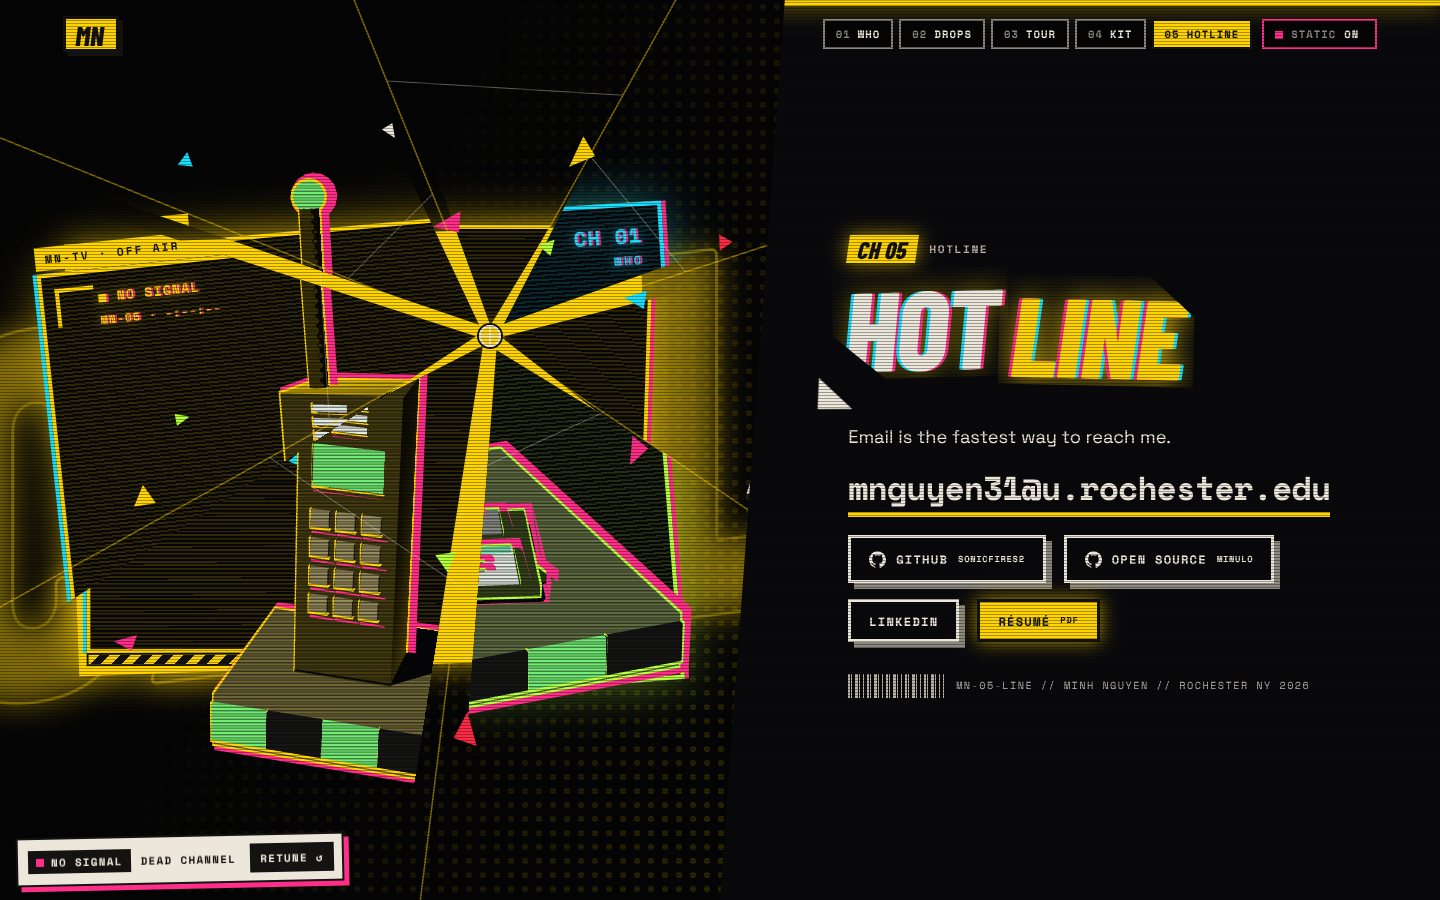 MN
01 WHO
02 DROPS
03 TOUR
04 KIT
05 HOTLINE
STATIC ON
MN-TV · OFF AIR
NO SIGNAL
MN-05 · --:--:--
CH 01
WHO
CH 05 HOTLINE
HOT LINE
Email is the fastest way to reach me.
mnguyen31@u.rochester.edu
GITHUB SONICFIRES2
OPEN SOURCE MINULO
LINKEDIN
RÉSUMÉ PDF
MN-05-LINE // MINH NGUYEN // ROCHESTER NY 2026
NO SIGNAL DEAD CHANNEL RETUNE ↺